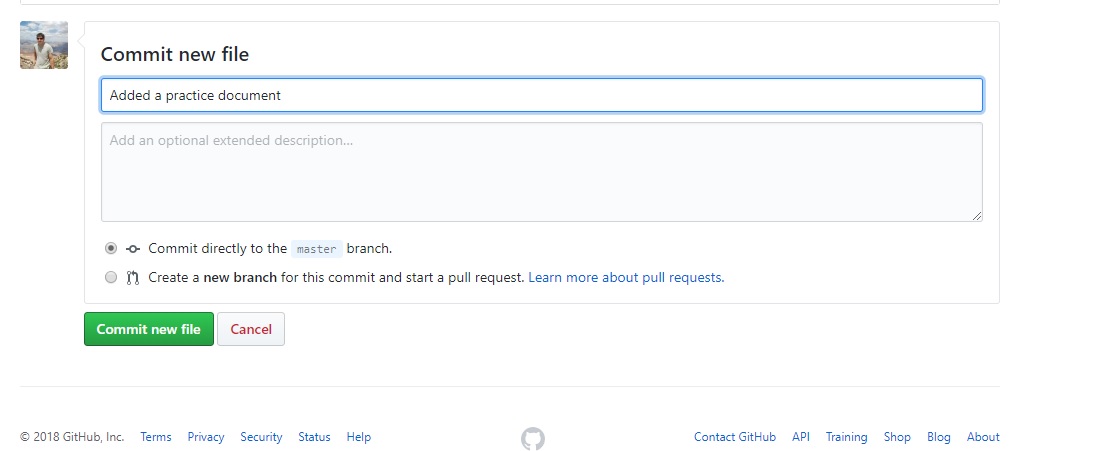 Commit new file
Added a practice document
Add an optional extended description...
Commit directly to the master branch.
Create a new branch for this commit and start a pull request. Learn more about pull requests.
Commit new file Cancel
© 2018 GitHub, Inc. Terms Privacy Security Status Help Contact GitHub API Training Shop Blog About